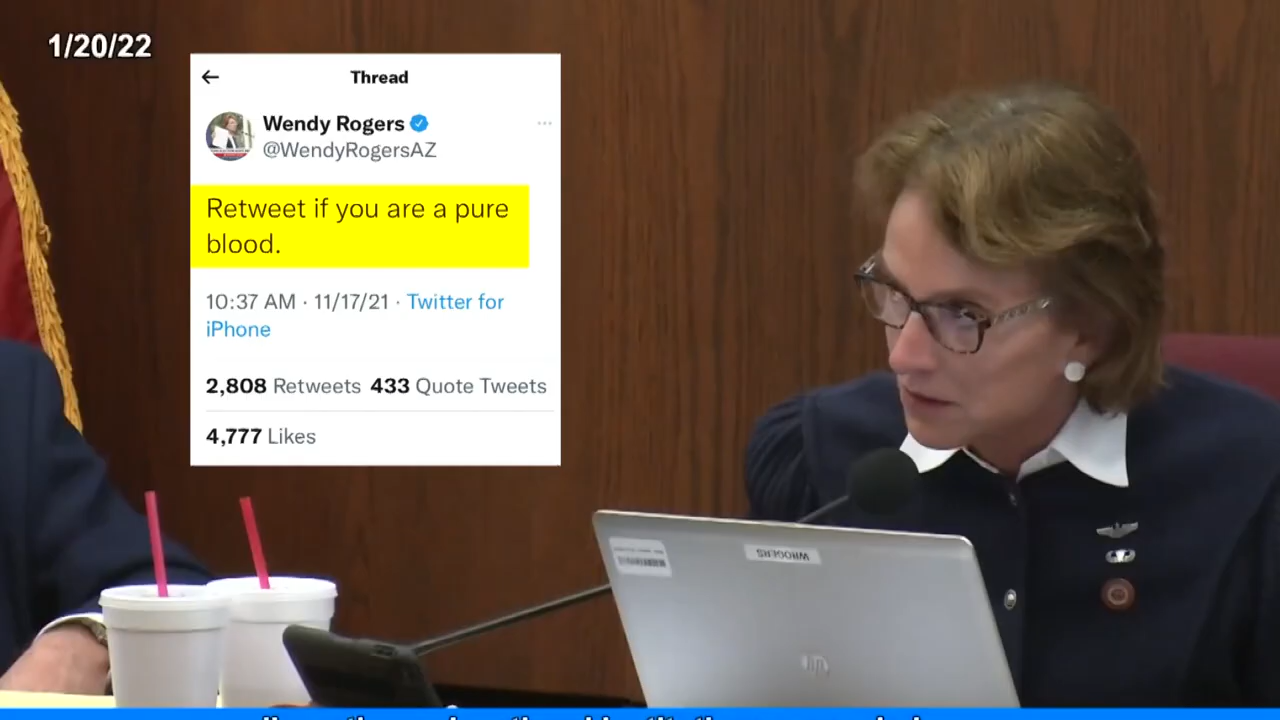 1/20/22
Thread
Wendy Rogers
@WendyRogersAZ
Retweet if you are a pure
blood.
10:37 AM · 11/17/21 · Twitter for
iPhone
2,808 Retweets 433 Quote Tweets
4,777 Likes
WROGERS
hp